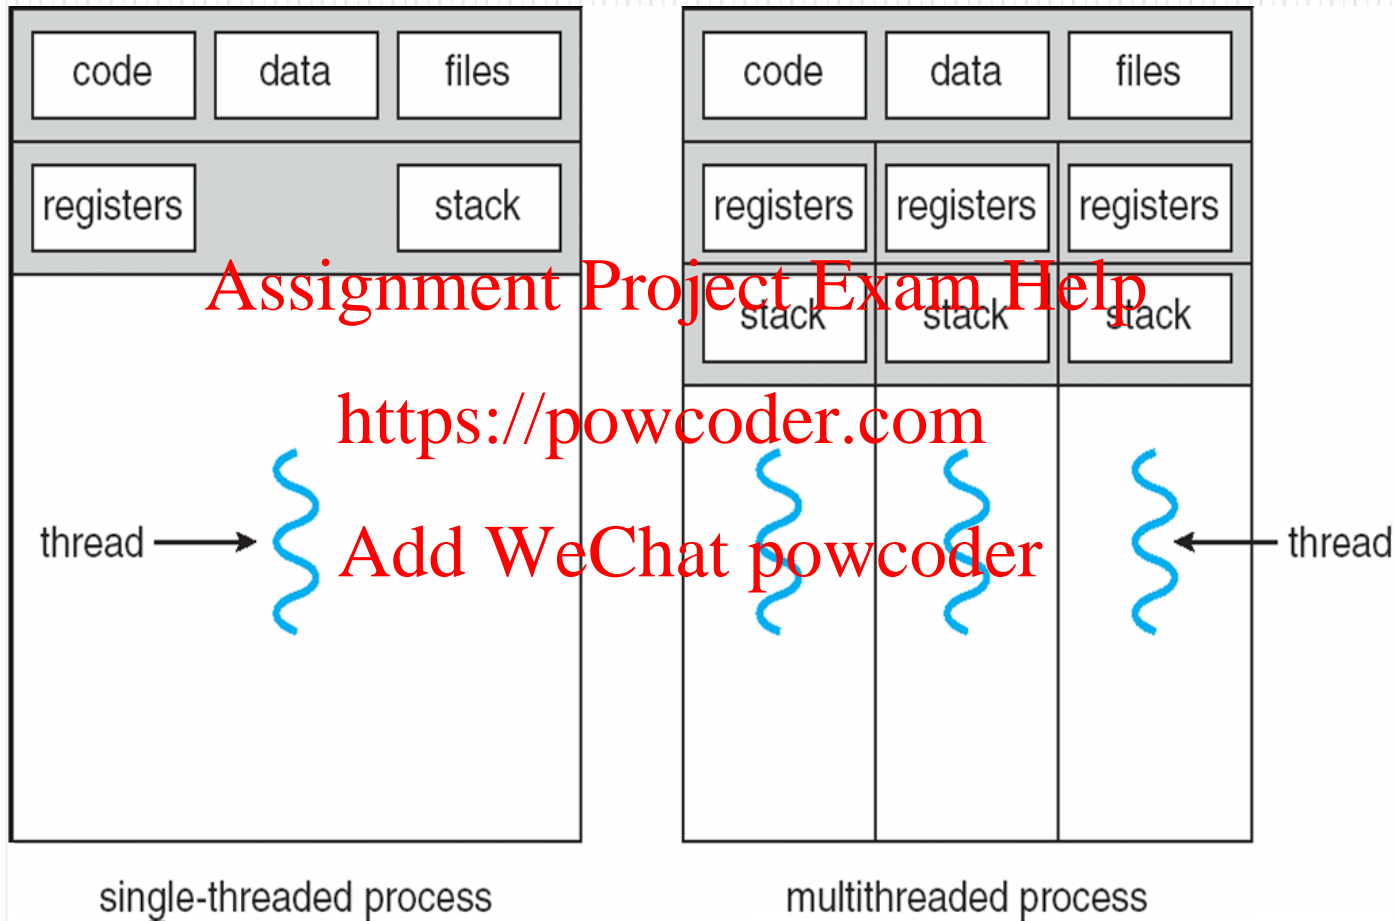 code data files
registers stack
thread
single-threaded process
code data files
registers registers registers
stack stack stack
thread
multithreaded process
Assignment Project Exam Help
https://powcoder.com
Add WeChat powcoder